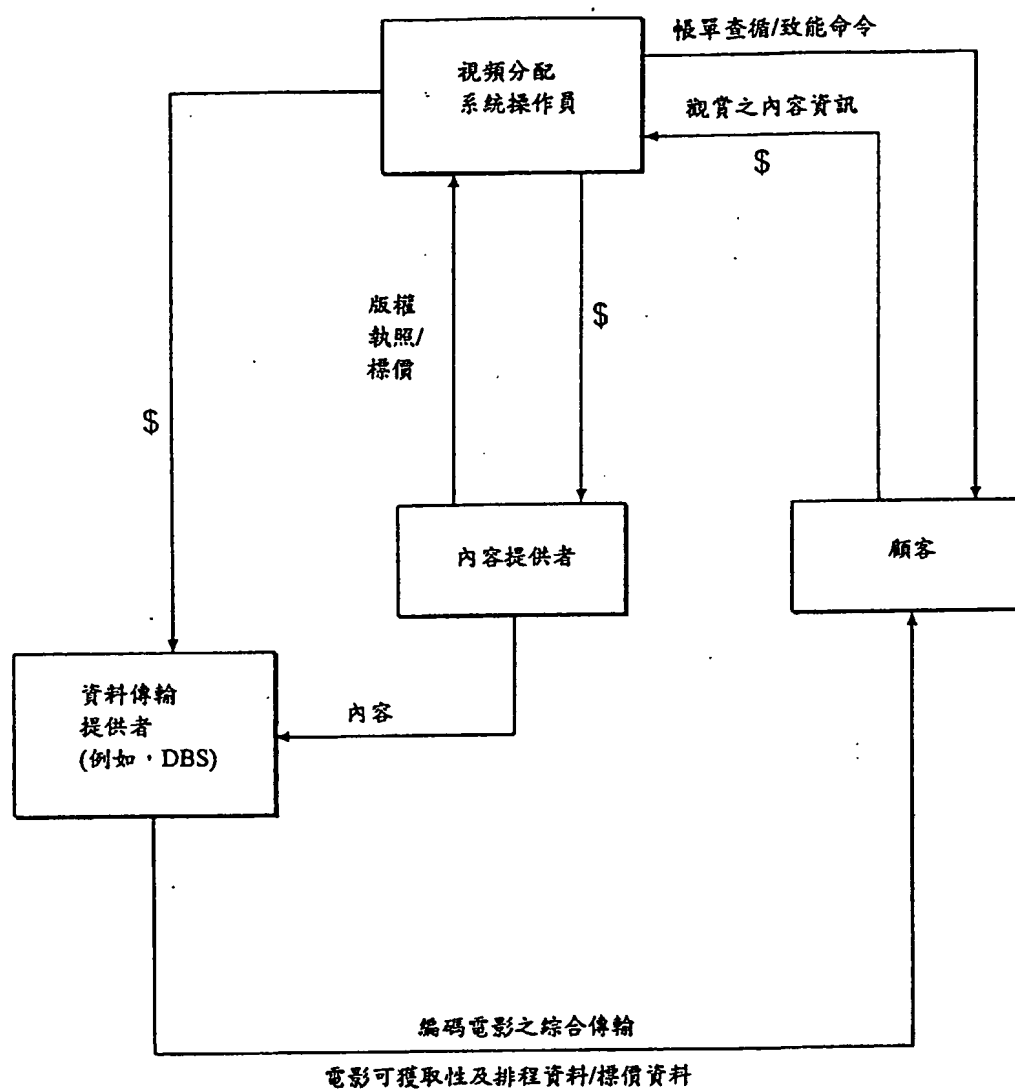 帳單查循/致能命令
視頻分配
系統操作員
觀賞之內容資訊
$
版權
執照/
標價
$
$
內容提供者
顧客
資料傳輸
提供者
(例如，DBS)
內容
編碼電影之綜合傳輸
電影可獲取性及排程資料/標價資料